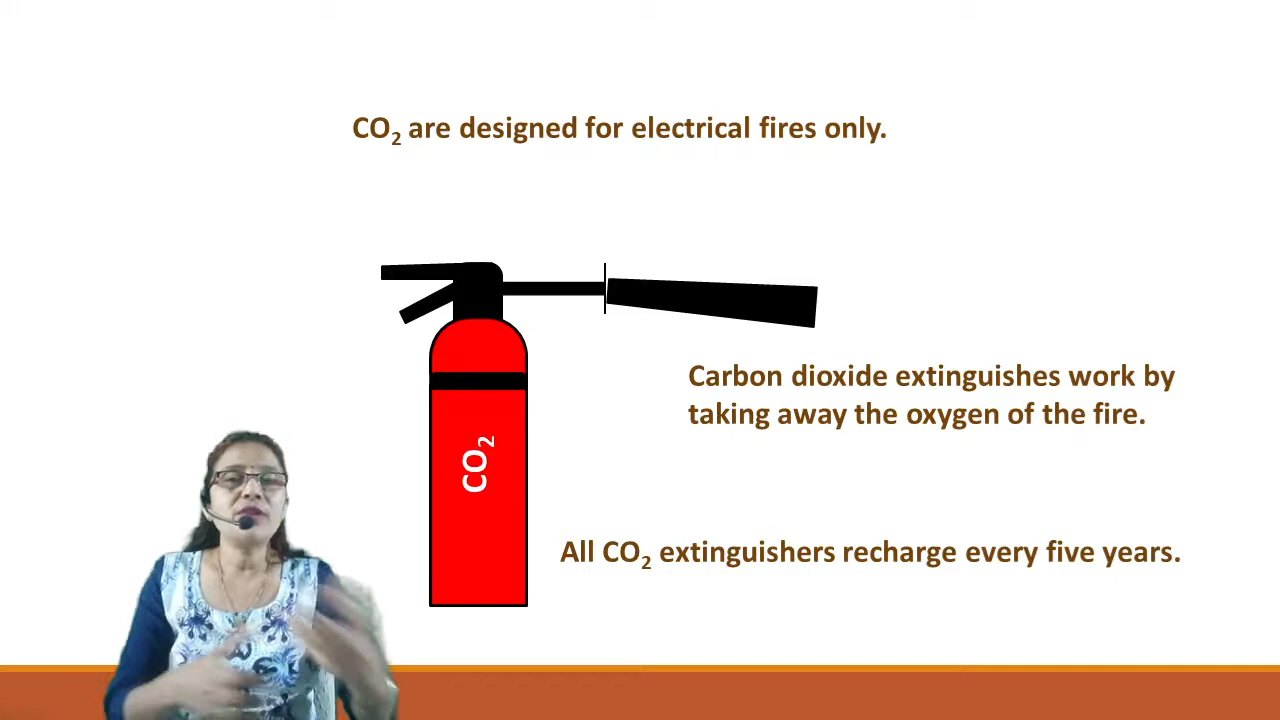 CO₂ are designed for electrical fires only.
Carbon dioxide extinguishes work by
taking away the oxygen of the fire.
CO₂
All CO₂ extinguishers recharge every five years.